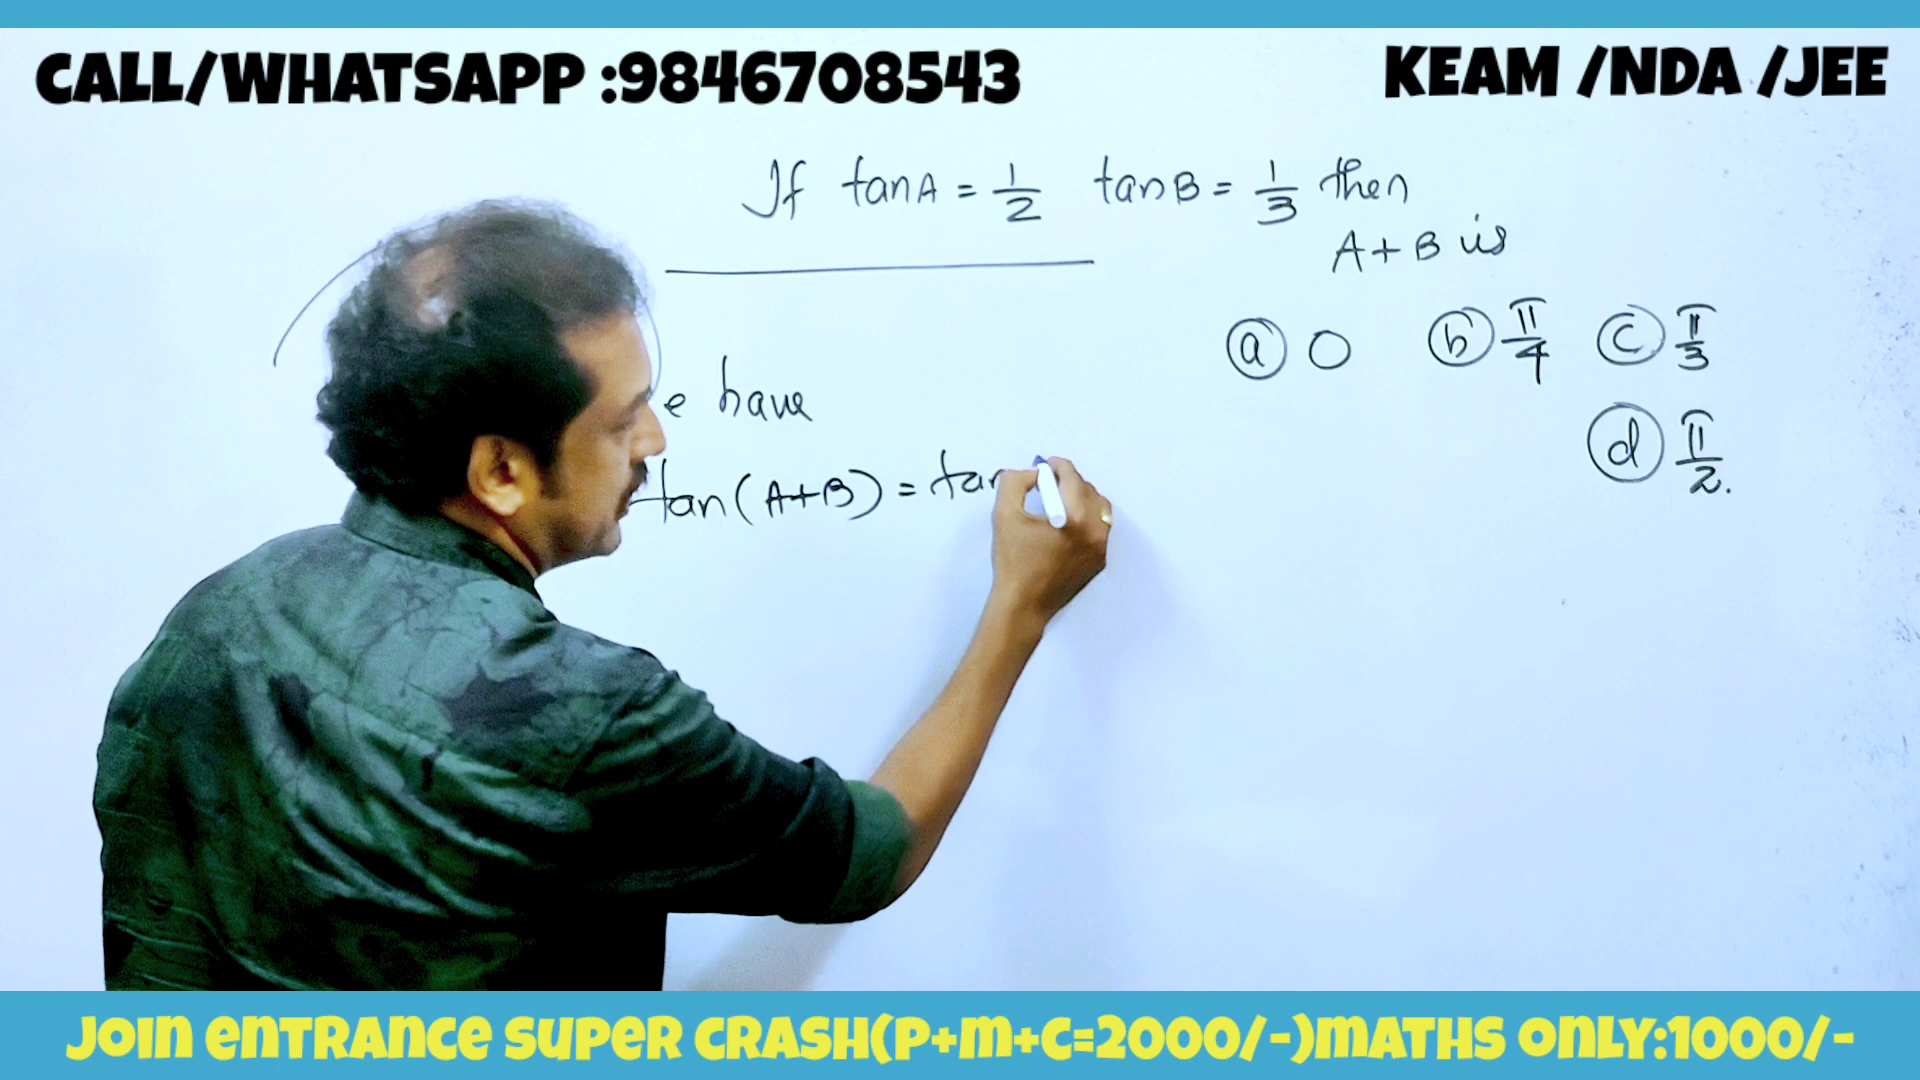 CALL/WHATSAPP :9846708543
KEAM /NDA /JEE
If tanA = 1/2 tanB = 1/3 then
A+B is
(a) 0 (b) π/4 (c) π/3
(d) π/2.
e have
tan(A+B) = tan
JOIN ENTRANCE SUPER CRASH(P+M+C=2000/-)MATHS ONLY:1000/-